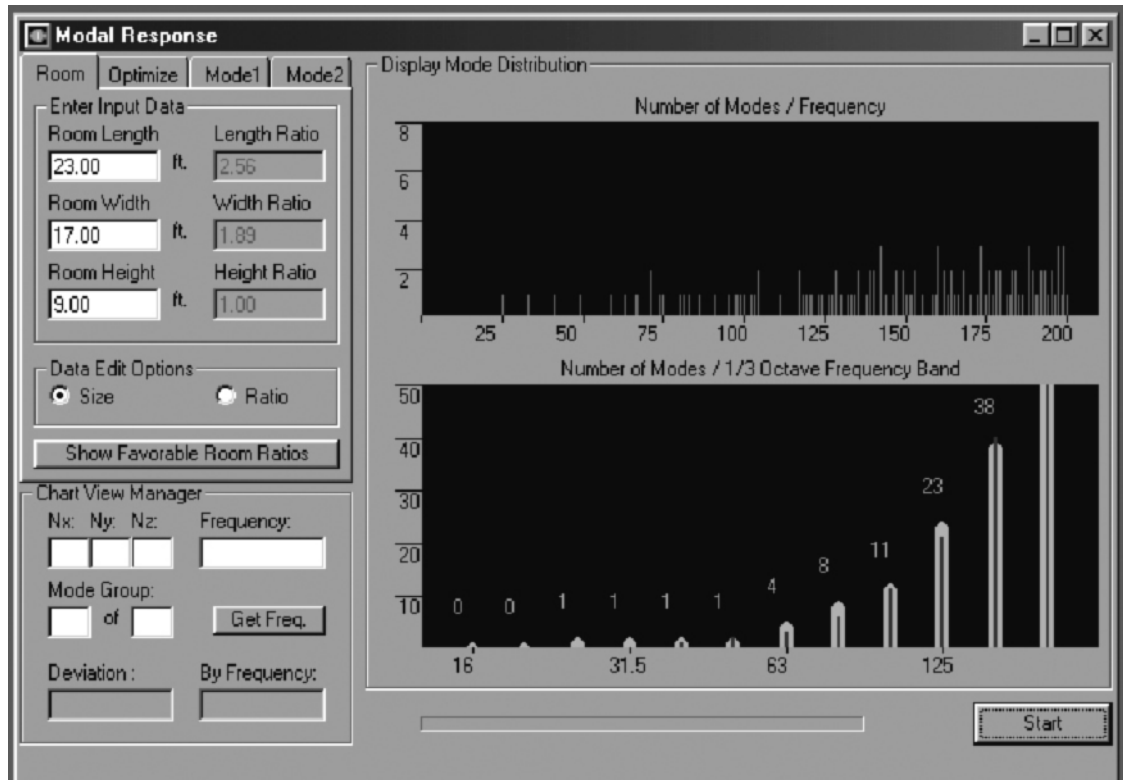 Modal Response
Room Optimize Mode1 Mode2
Enter Input Data
Room Length Length Ratio
23.00 ft. 2.56
Room Width Width Ratio
17.00 ft. 1.89
Room Height Height Ratio
9.00 ft. 1.00
Data Edit Options
Size Ratio
Show Favorable Room Ratios
Chart View Manager
Nx: Ny: Nz: Frequency:
Mode Group:
of Get Freq.
Deviation : By Frequency:
Display Mode Distribution
Number of Modes / Frequency
8
6
4
2
25 50 75 100 125 150 175 200
Number of Modes / 1/3 Octave Frequency Band
50
40
30
20
10
0 0 1 1 1 1 4 8 11 23 38
16 31.5 63 125
Start